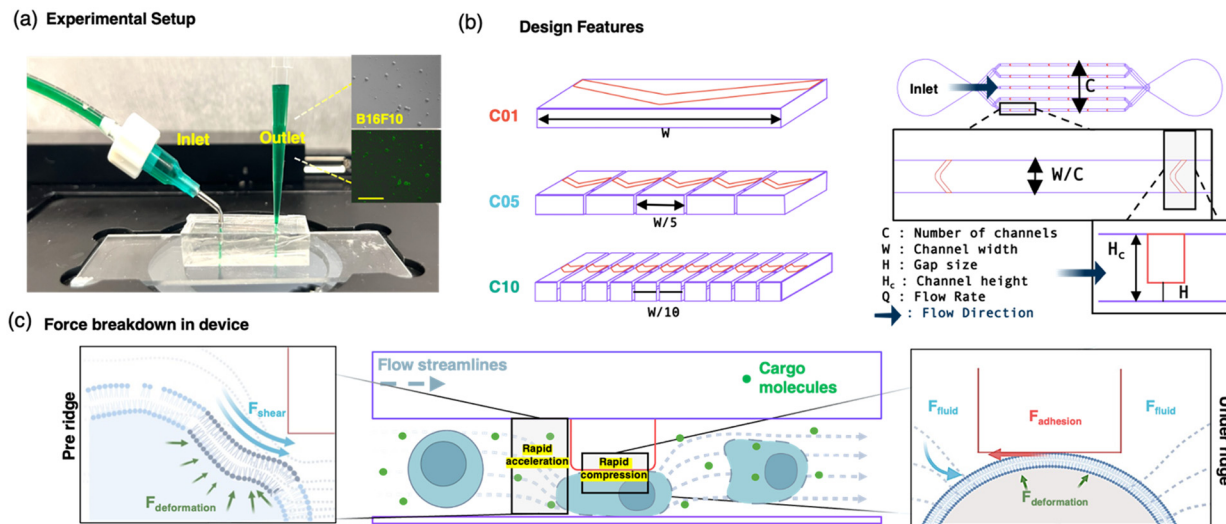 (a) Experimental Setup
Inlet
Outlet
B16F10
(b) Design Features
C01
W
C05
W/5
C10
W/10
Inlet
C
W/C
C : Number of channels
W : Channel width
H : Gap size
Hc : Channel height
Q : Flow Rate
: Flow Direction
Hc
H
(c) Force breakdown in device
Pre ridge
Fshear
Fdeformation
Flow streamlines
Cargo
molecules
Rapid
acceleration
Rapid
compression
Ffluid
Fadhesion
Ffluid
Fdeformation
Under ridge